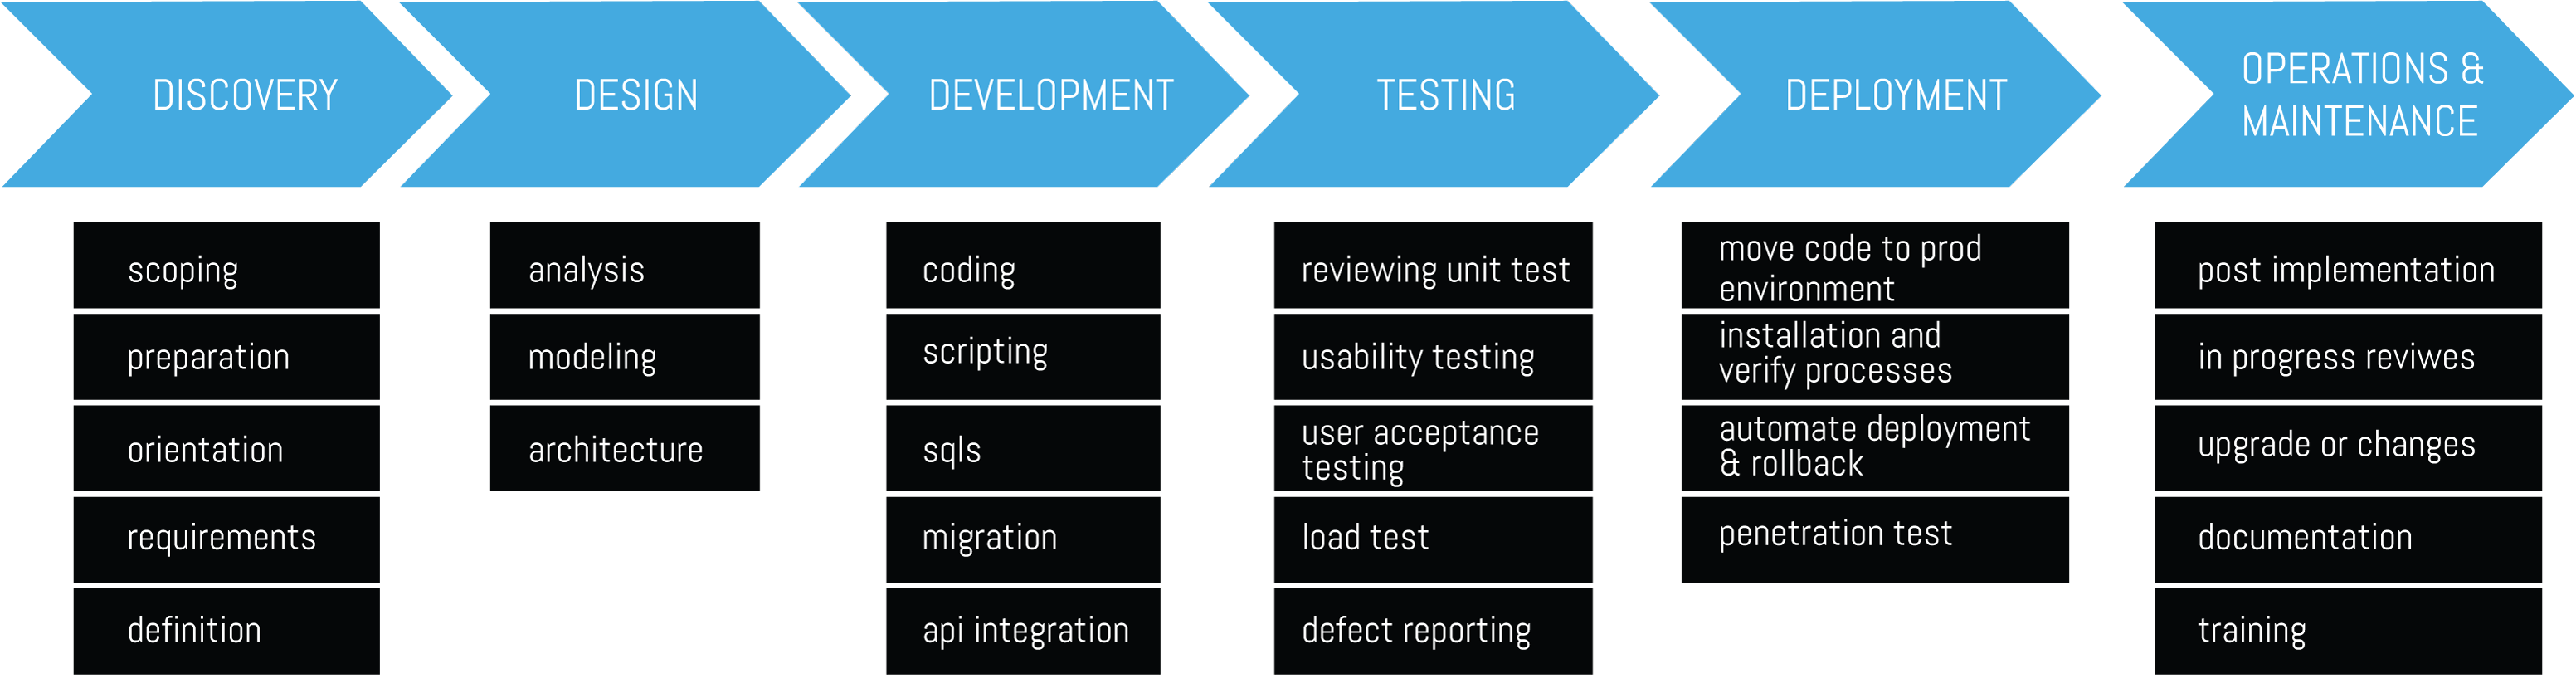 DISCOVERY
DESIGN
DEVELOPMENT
TESTING
DEPLOYMENT
OPERATIONS &
MAINTENANCE
scoping
preparation
orientation
requirements
definition
analysis
modeling
architecture
coding
scripting
sqls
migration
api integration
reviewing unit test
usability testing
user acceptance
testing
load test
defect reporting
move code to prod
environment
installation and
verify processes
automate deployment
& rollback
penetration test
post implementation
in progress reviwes
upgrade or changes
documentation
training